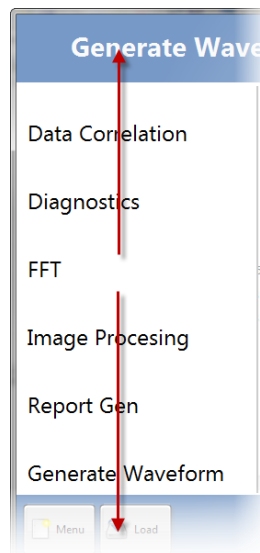 Generate Wave
Data Correlation
Diagnostics
FFT
Image Procesing
Report Gen
Generate Waveform
Menu Load